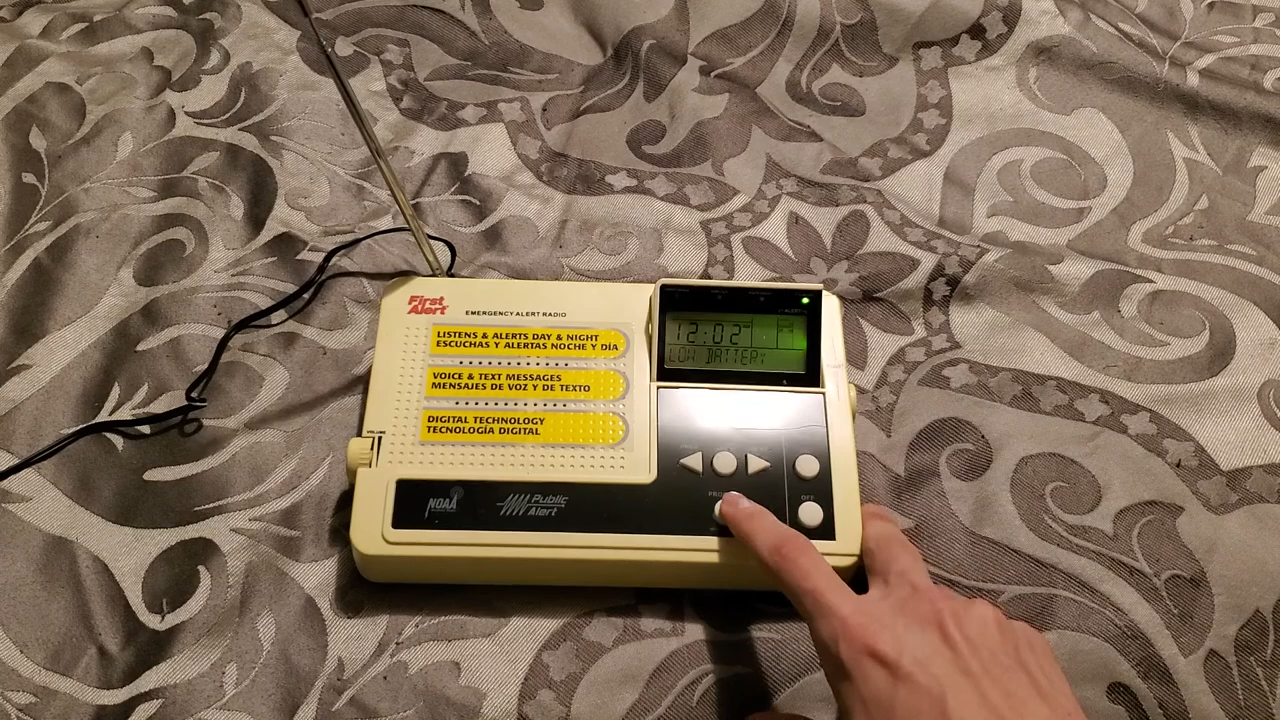 First
Alert
EMERGENCY ALERT RADIO
LISTENS & ALERTS DAY & NIGHT
ESCUCHAS Y ALERTAS NOCHE Y DÍA
VOICE & TEXT MESSAGES
MENSAJES DE VOZ Y DE TEXTO
DIGITAL TECHNOLOGY
TECNOLOGÍA DIGITAL
VOLUME
NOAA
Public
Alert
ALERT
12:02
LOW BATTERY
OFF